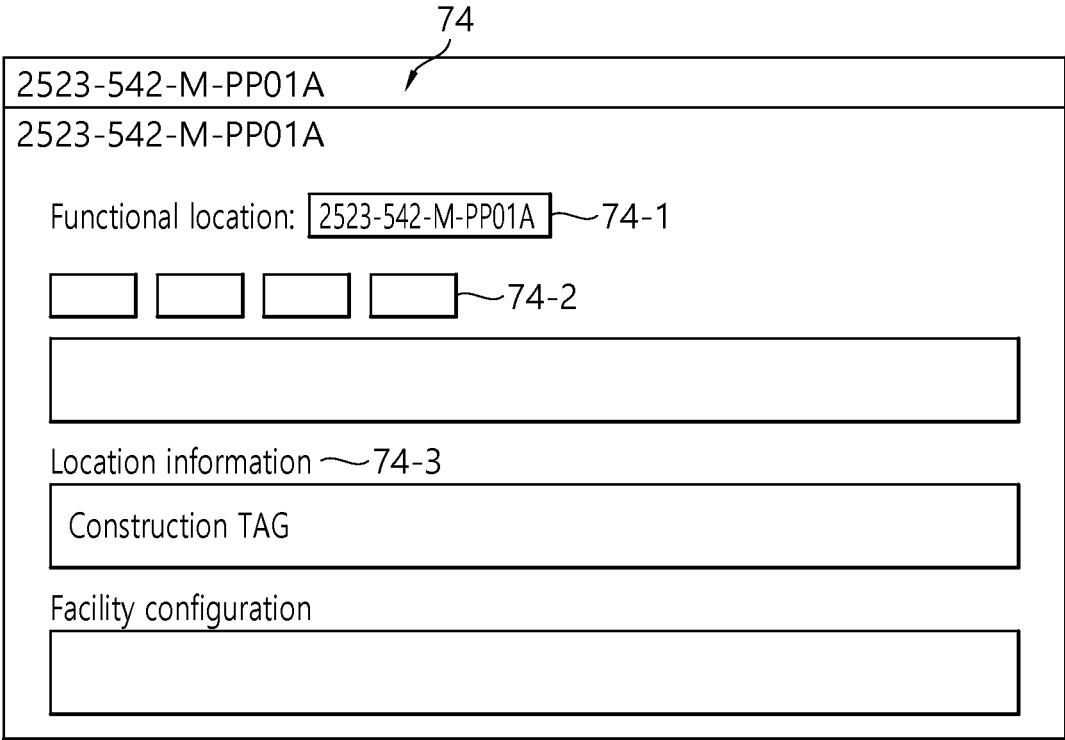 74
2523-542-M-PP01A
2523-542-M-PP01A
Functional location: 2523-542-M-PP01A 74-1
74-2
Location information 74-3
Construction TAG
Facility configuration